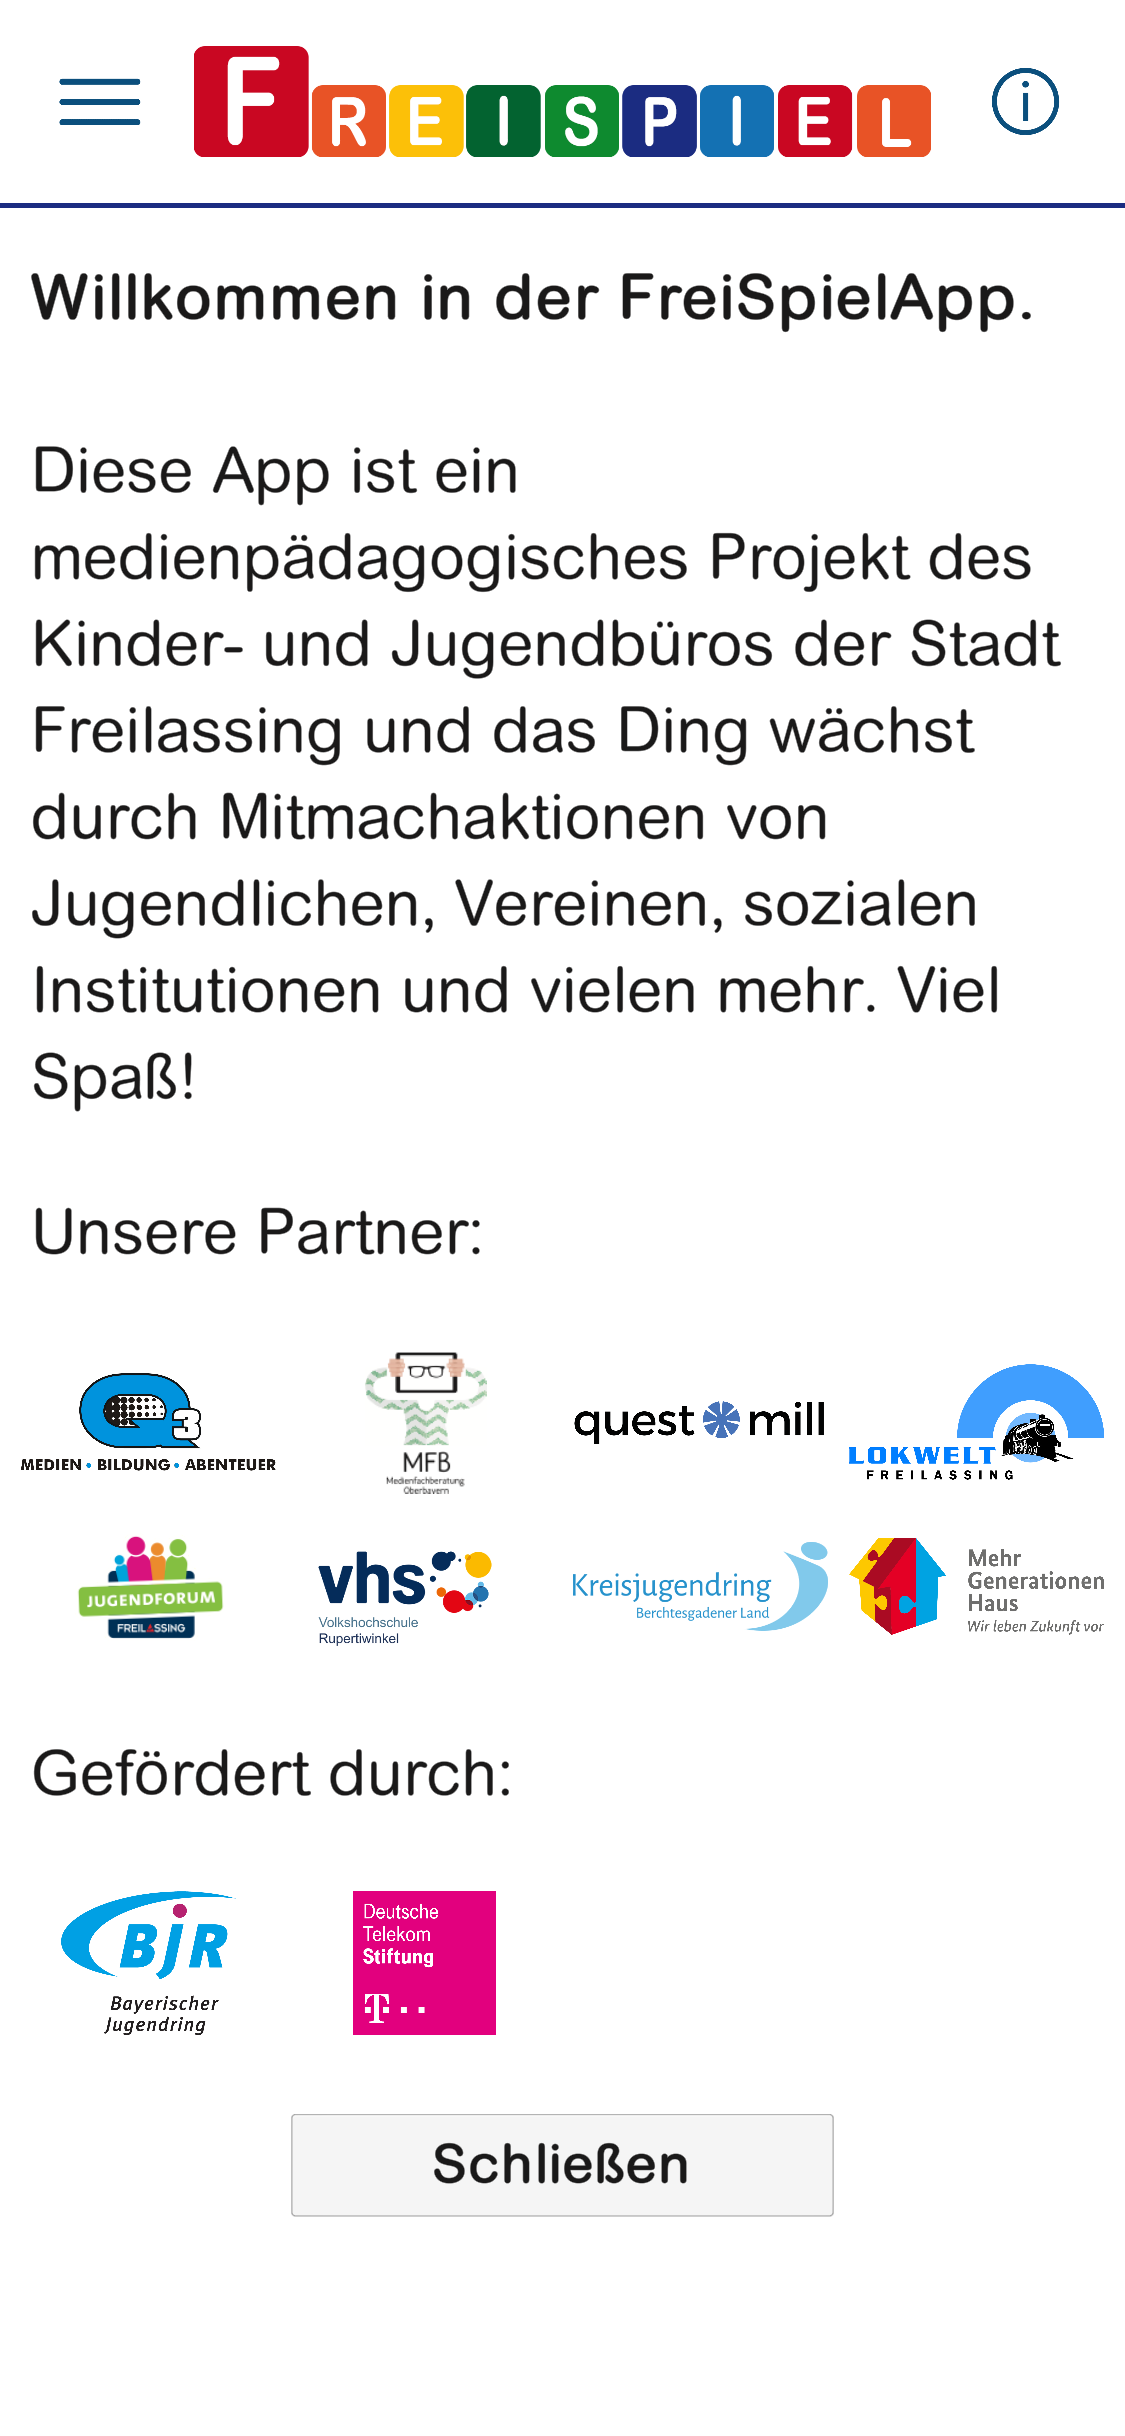 FREISPIEL
Willkommen in der FreiSpielApp.
Diese App ist ein
medienpädagogisches Projekt des
Kinder- und Jugendbüros der Stadt
Freilassing und das Ding wächst
durch Mitmachaktionen von
Jugendlichen, Vereinen, sozialen
Institutionen und vielen mehr. Viel
Spaß!
Unsere Partner:
Q3
MEDIEN • BILDUNG • ABENTEUER
MFB
Medienfachberatung
Oberbayern
quest mill
LOKWELT
FREILASSING
JUGENDFORUM
FREILASSING
vhs
Volkshochschule
Rupertiwinkel
Kreisjugendring
Berchtesgadener Land
Mehr
Generationen
Haus
Wir leben Zukunft vor
Gefördert durch:
BJR
Bayerischer
Jugendring
Deutsche
Telekom
Stiftung
T
Schließen